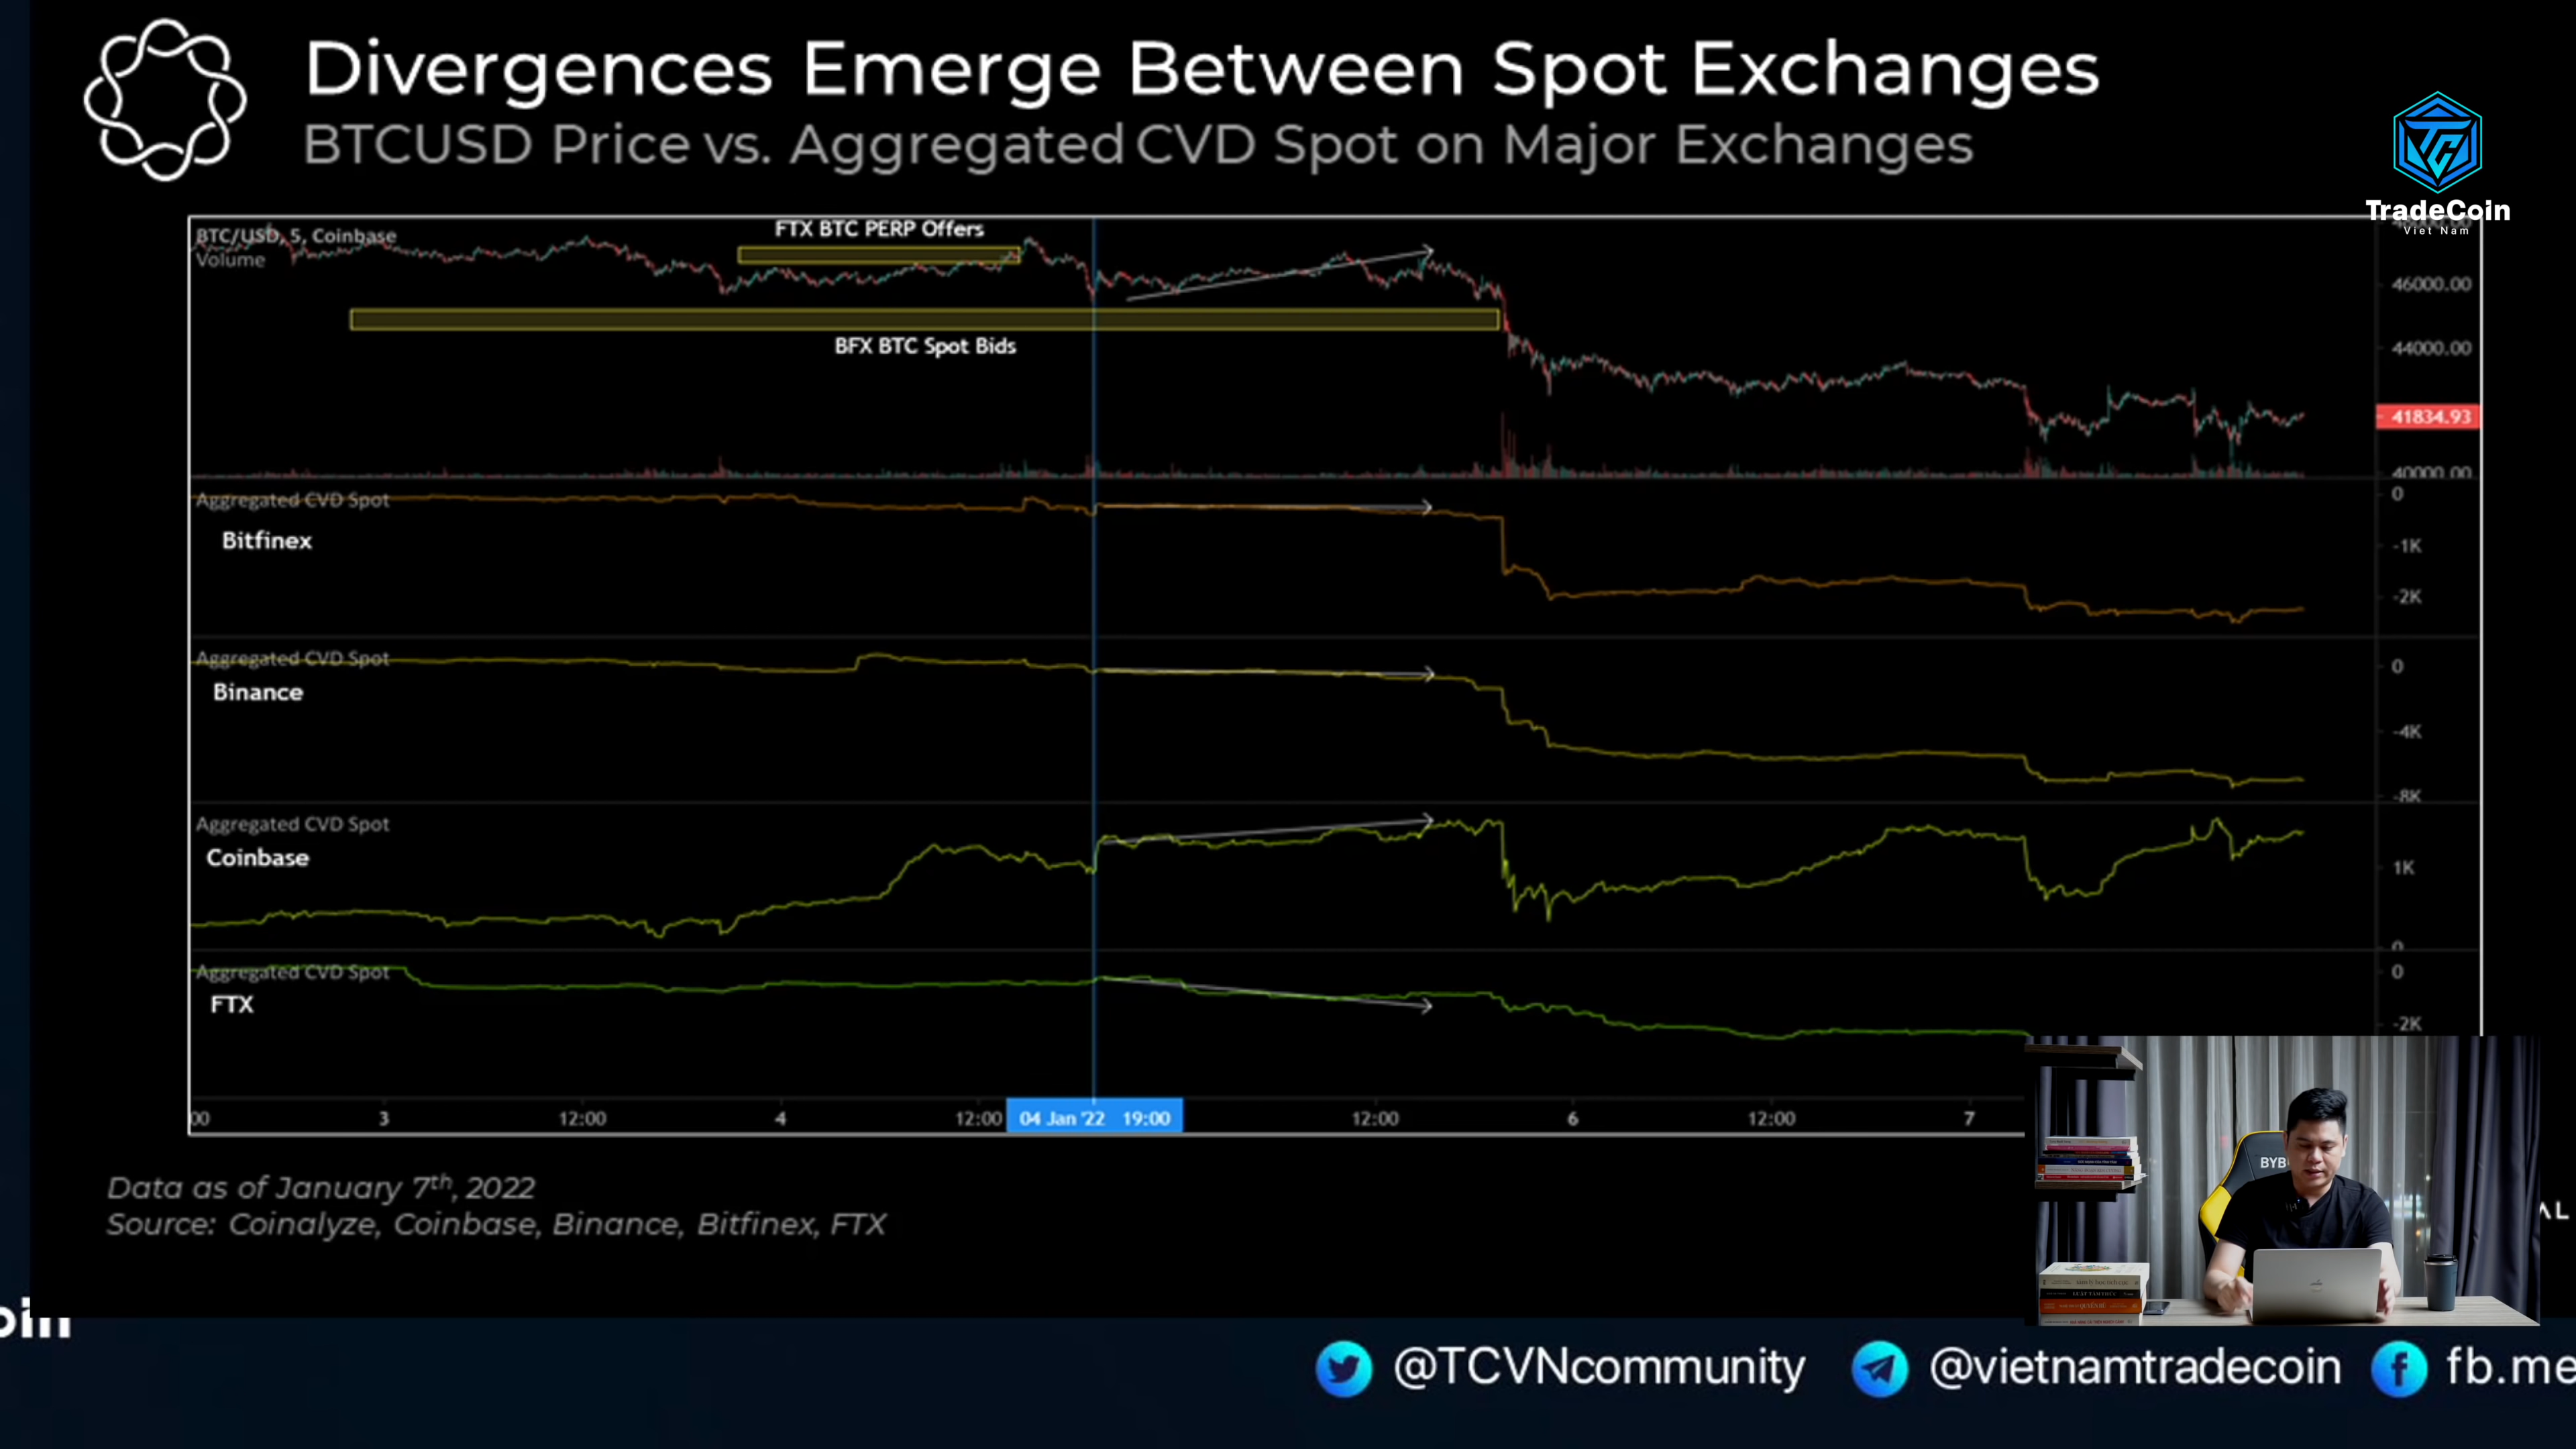 Divergences Emerge Between Spot Exchanges
BTCUSD Price vs. Aggregated CVD Spot on Major Exchanges
TradeCoin
Viet Nam
BTC/USD, 5, Coinbase
Volume
FTX BTC PERP Offers
BFX BTC Spot Bids
46000.00
44000.00
41834.93
40000.00
Aggregated CVD Spot
Bitfinex
0
-1K
-2K
Aggregated CVD Spot
Binance
0
-4K
-8K
Aggregated CVD Spot
Coinbase
1K
0
Aggregated CVD Spot
FTX
0
-2K
00
3
12:00
4
12:00
04 Jan '22 19:00
12:00
6
12:00
7
Data as of January 7th, 2022
Source: Coinalyze, Coinbase, Binance, Bitfinex, FTX
BYB
AL
@TCVNcommunity
@vietnamtradecoin
fb.me